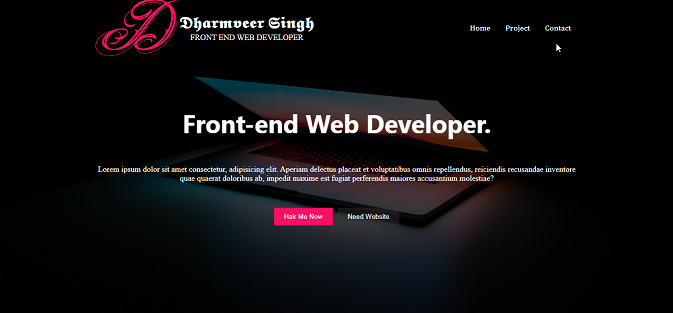 D
Dharmveer Singh
FRONT END WEB DEVELOPER
Home Project Contact
Front-end Web Developer.
Lorem ipsum dolor sit amet consectetur, adipisicing elit. Aperiam delectus placeat et voluptatibus omnis repellendus, reiciendis recusandae inventore
quae quaerat doloribus ab, impedit maxime est fugiat perferendis maiores accusantium molestiae?
Hair Me Now Need Website